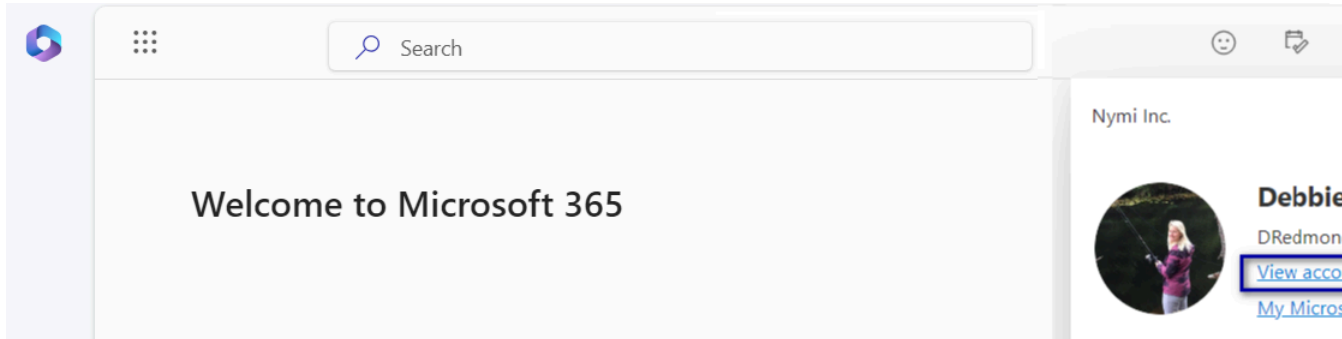 Search
Nymi Inc.
Welcome to Microsoft 365
Debbie
DRedmon
View acco
My Micros